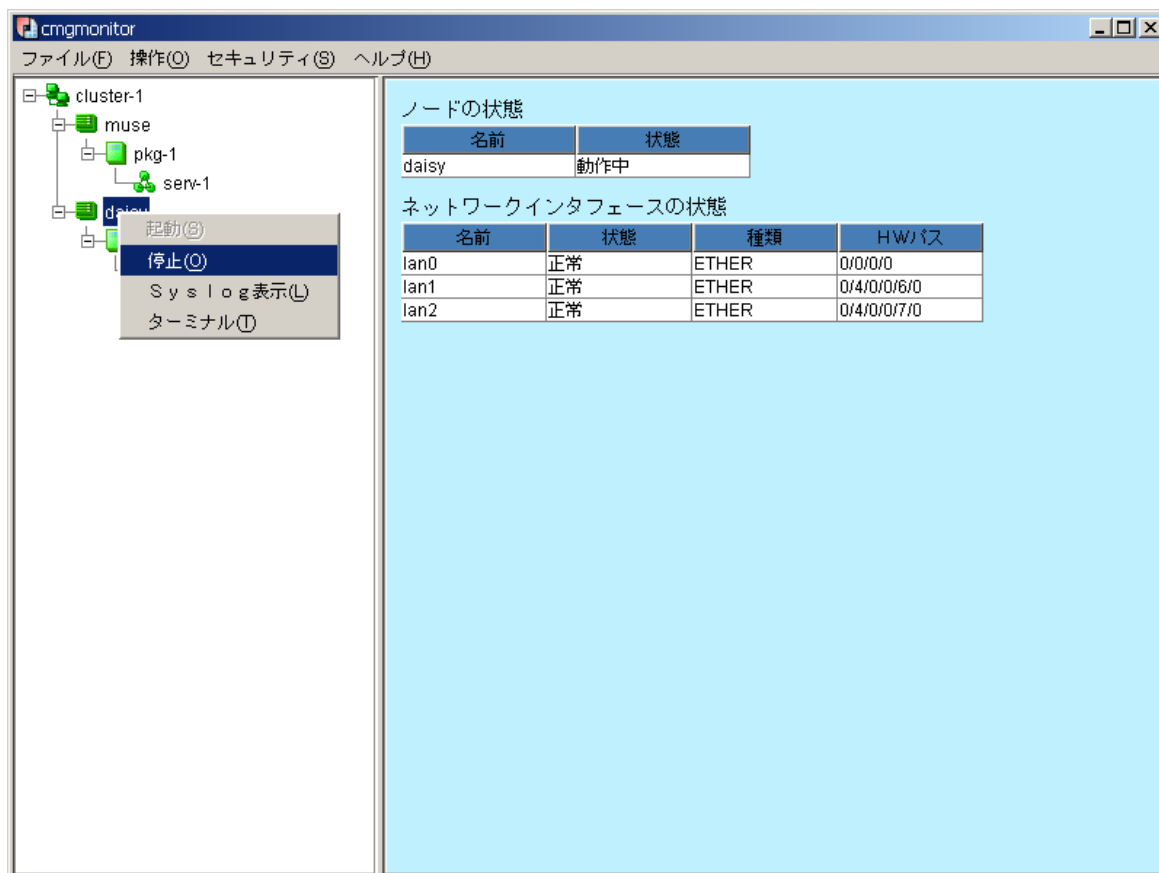 cmgmonitor
ファイル(F) 操作(O) セキュリティ(S) ヘルプ(H)
cluster-1
muse
pkg-1
serv-1
daisy
起動(S)
停止(O)
Ｓｙｓｌｏｇ表示(L)
ターミナル(T)
ノードの状態
名前 状態
daisy 動作中
ネットワークインタフェースの状態
名前 状態 種類 ＨＷパス
lan0 正常 ETHER 0/0/0/0
lan1 正常 ETHER 0/4/0/0/6/0
lan2 正常 ETHER 0/4/0/0/7/0